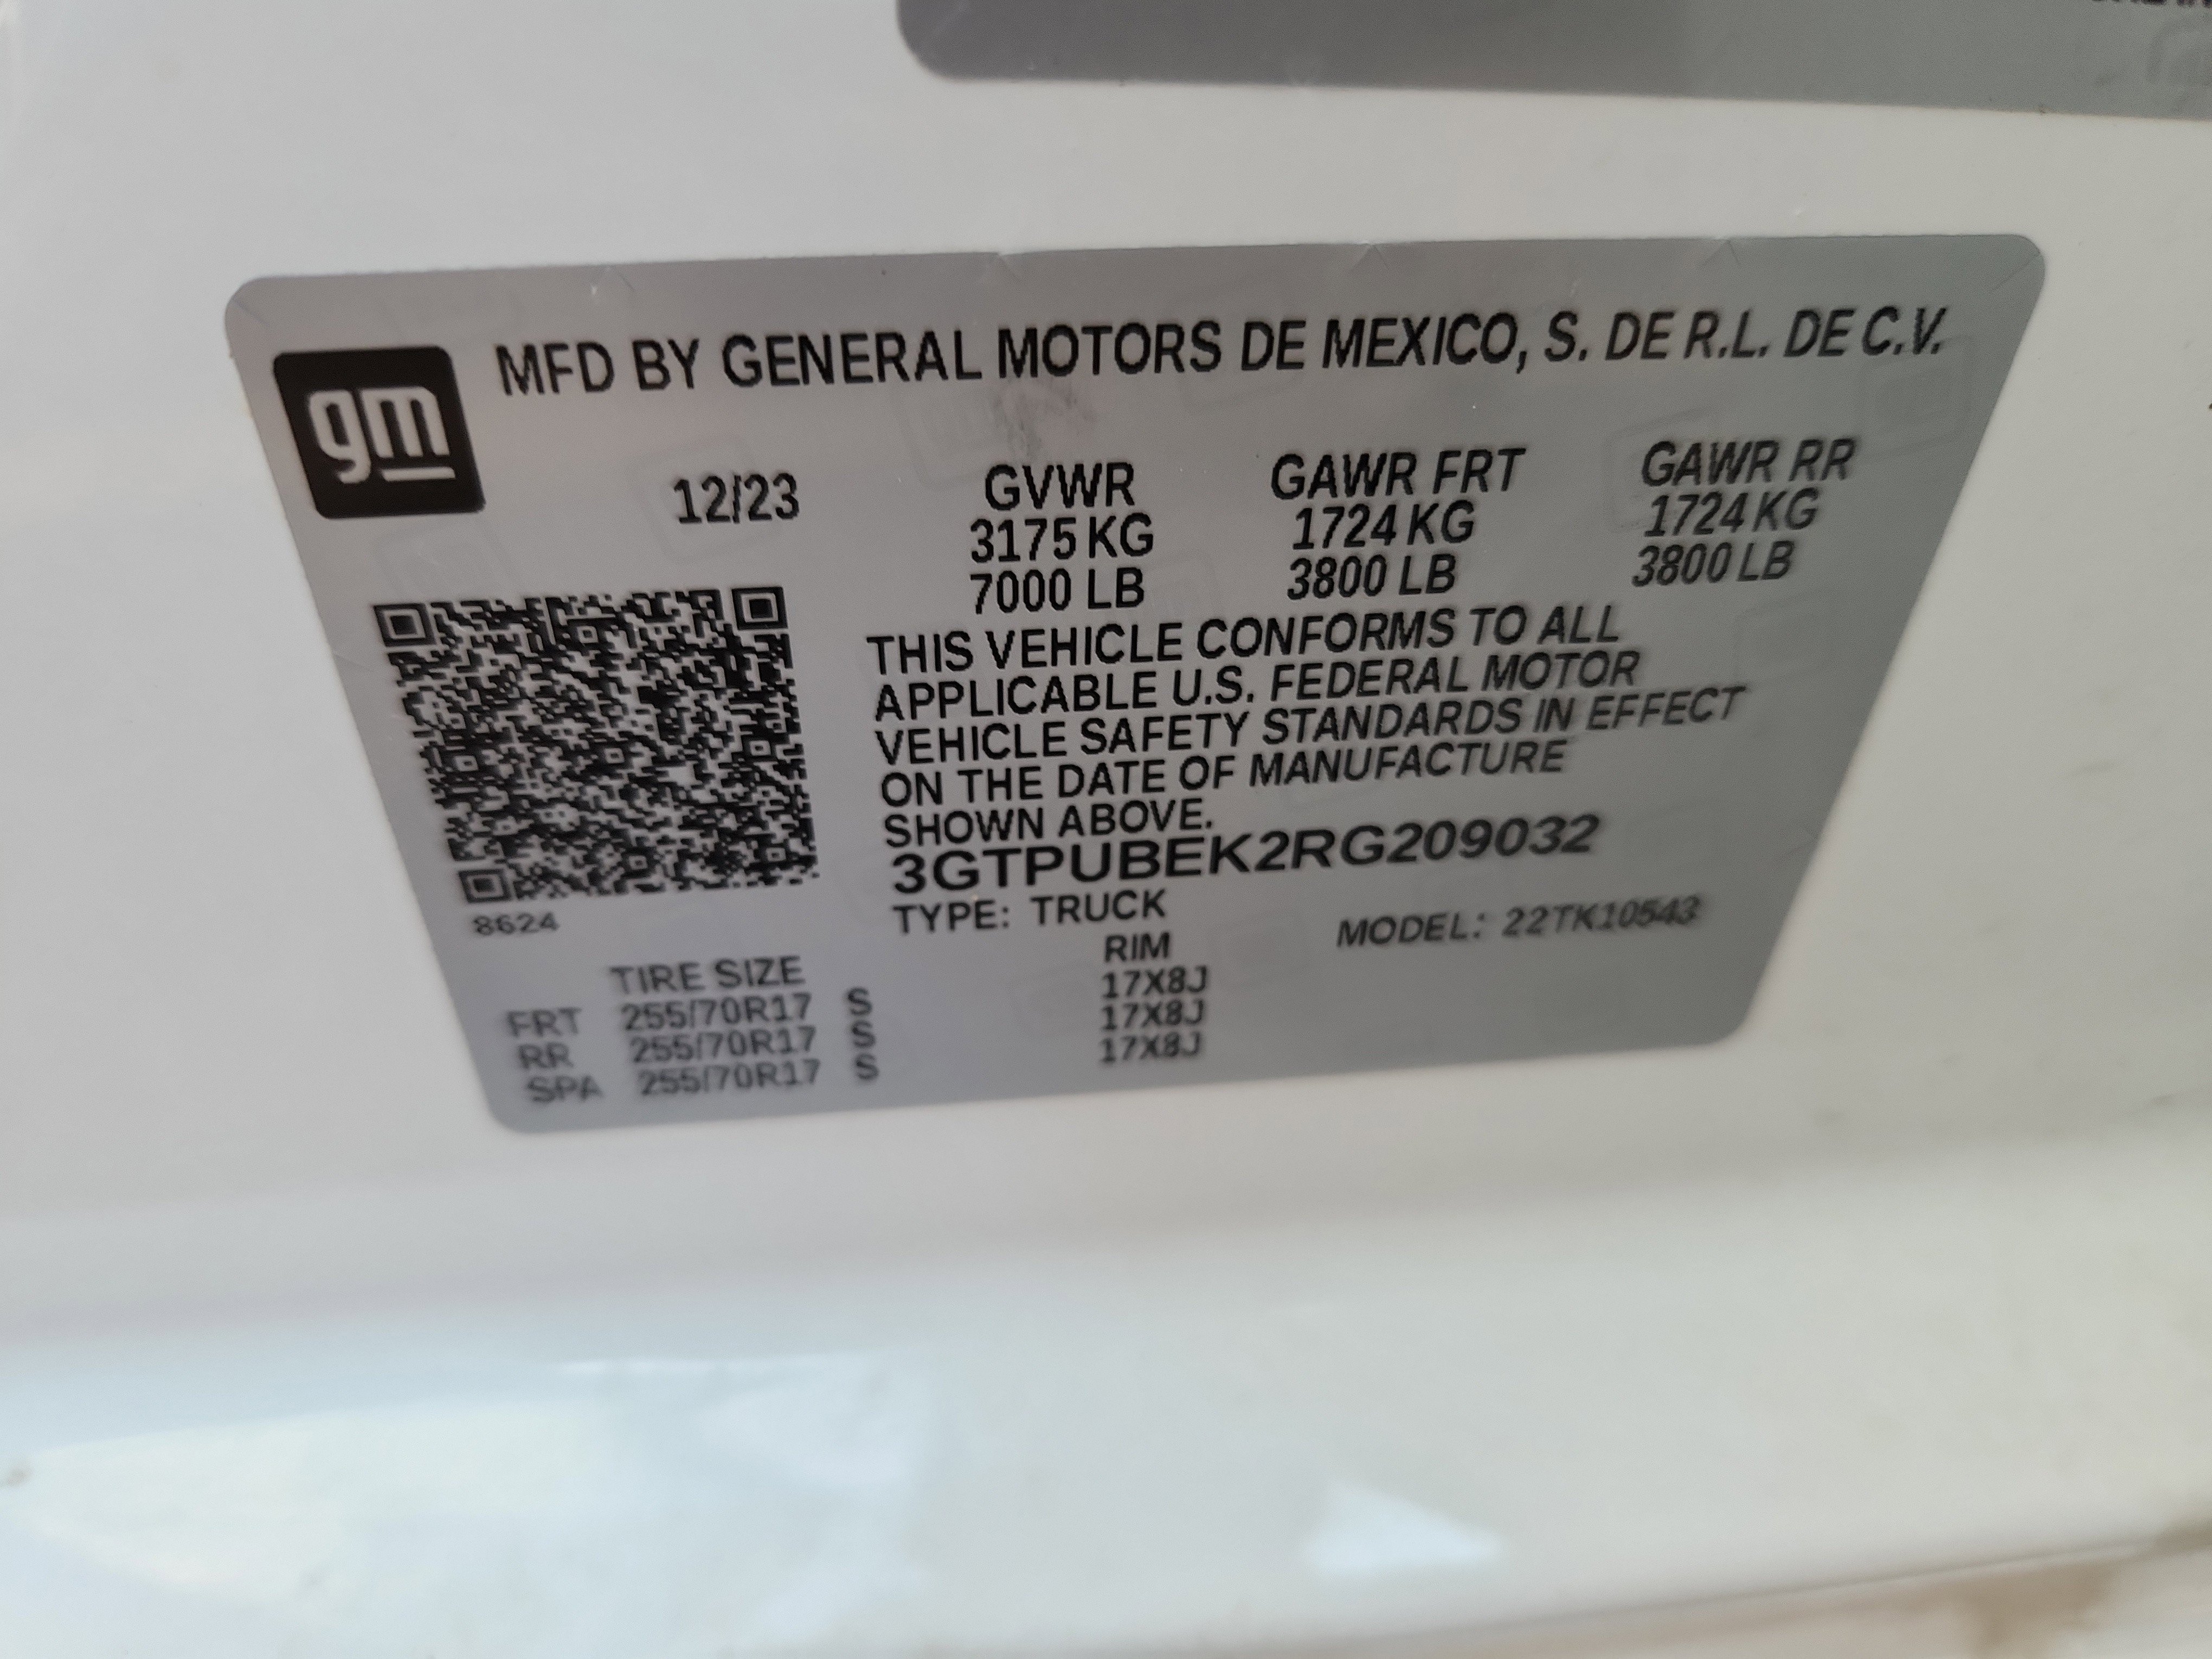 gm
MFD BY GENERAL MOTORS DE MEXICO, S. DE R.L. DE C.V.
12/23 GVWR GAWR FRT GAWR RR
3175 KG 1724 KG 1724 KG
7000 LB 3800 LB 3800 LB
THIS VEHICLE CONFORMS TO ALL
APPLICABLE U.S. FEDERAL MOTOR
VEHICLE SAFETY STANDARDS IN EFFECT
ON THE DATE OF MANUFACTURE
SHOWN ABOVE.
3GTPUBEK2RG209032
8624
TYPE: TRUCK MODEL: 22TK10543
TIRE SIZE RIM
FRT 255/70R17 S 17X8J
RR 255/70R17 S 17X8J
SPA 255/70R17 S 17X8J